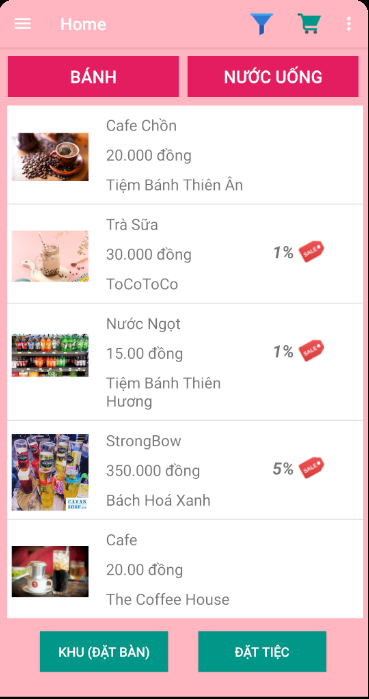 Home
BÁNH
NƯỚC UỐNG
Cafe Chồn
20.000 đồng
Tiệm Bánh Thiên Ân
Trà Sữa
30.000 đồng
1%
SALE
ToCoToCo
Nước Ngọt
15.00 đồng
1%
SALE
Tiệm Bánh Thiên
Hương
StrongBow
350.000 đồng
5%
SALE
Bách Hoá Xanh
Cafe
20.00 đồng
The Coffee House
KHU (ĐẶT BÀN)
ĐẶT TIỆC